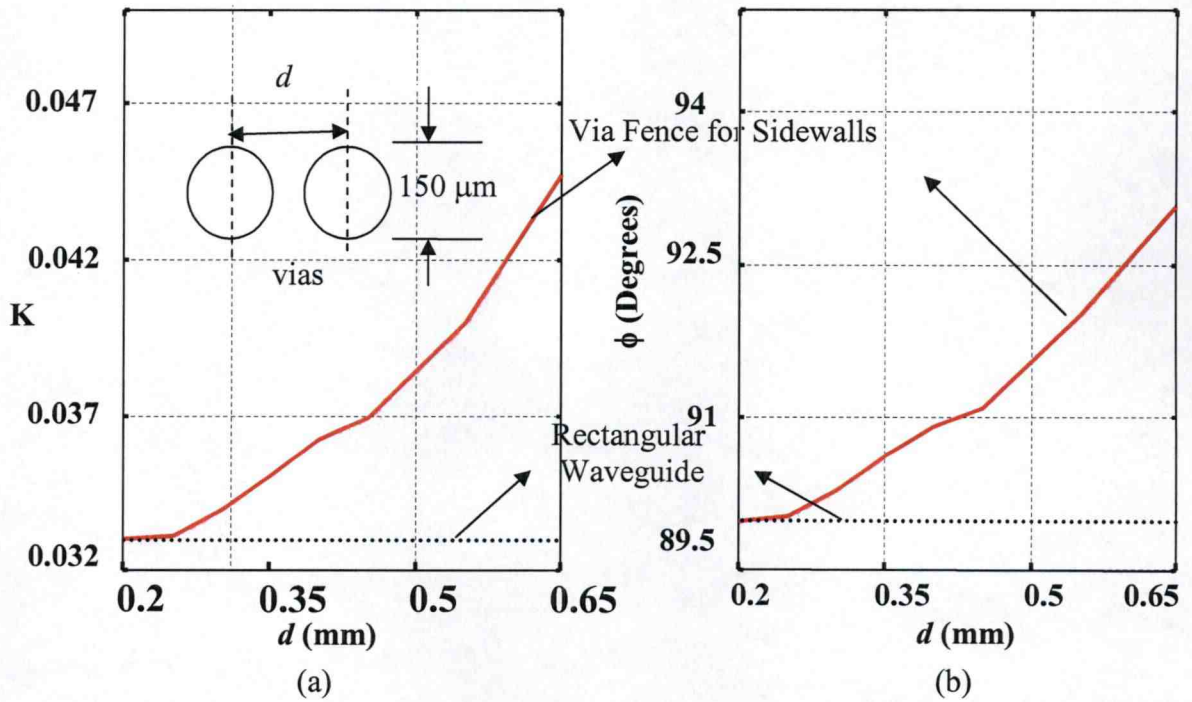 0.047
0.042
K
0.037
0.032
d
150 μm
vias
0.2 0.35 0.5 0.65
d (mm)
(a)
Via Fence for Sidewalls
Rectangular
Waveguide
94
92.5
ϕ (Degrees)
91
89.5
0.2 0.35 0.5 0.65
d (mm)
(b)